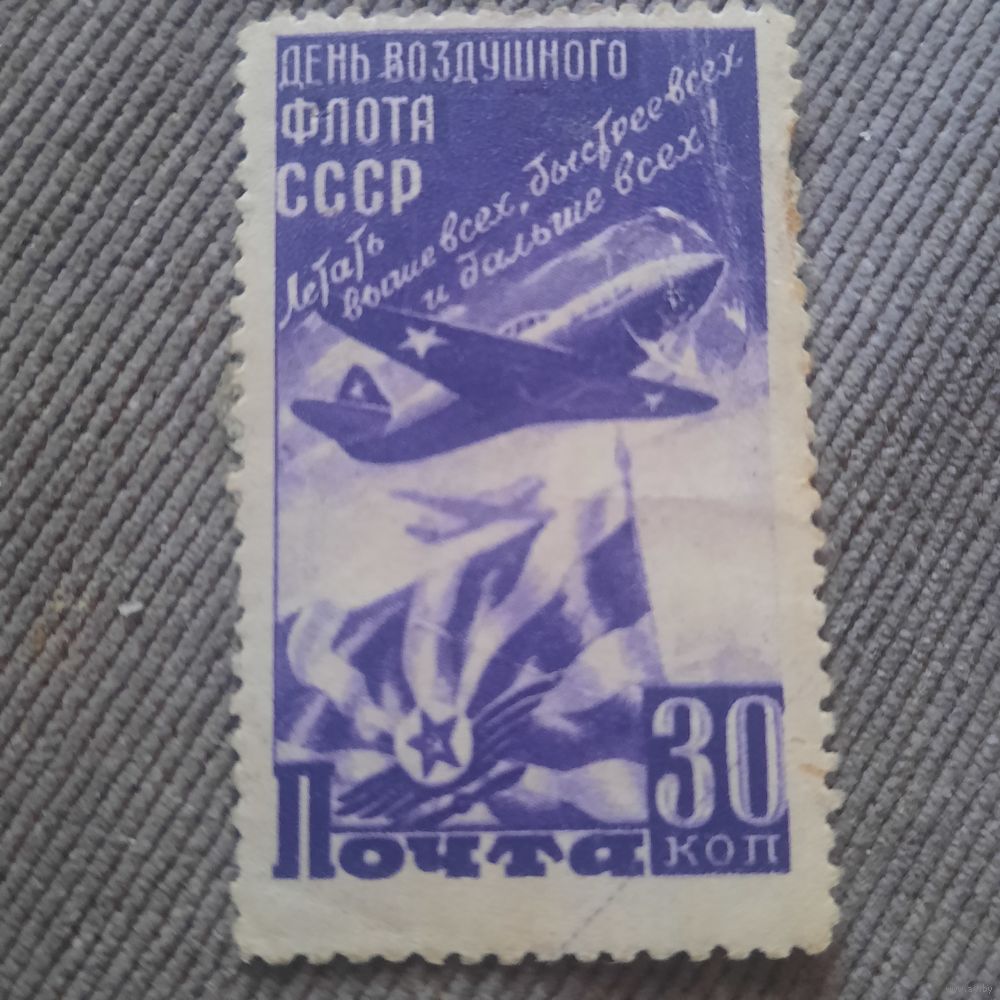 ДЕНЬ ВОЗДУШНОГО
ФЛОТА
СССР
Летать
выше всех, быстрее всех
и дальше всех!
30
коп
Почта